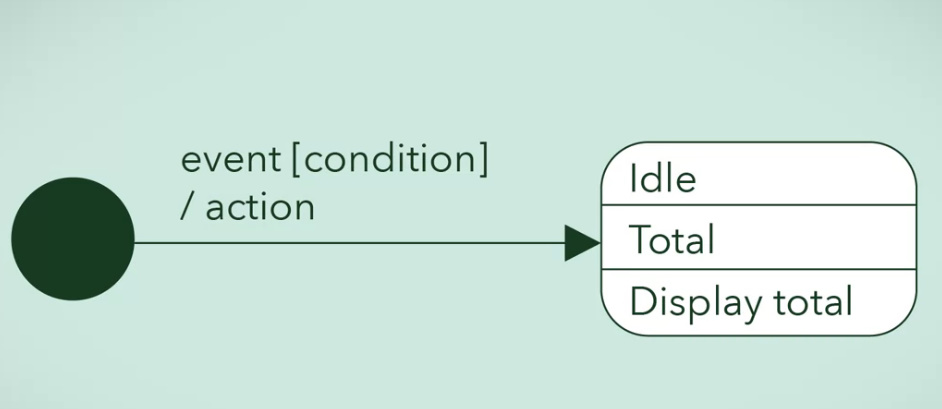 event [condition]
/ action
Idle
Total
Display total